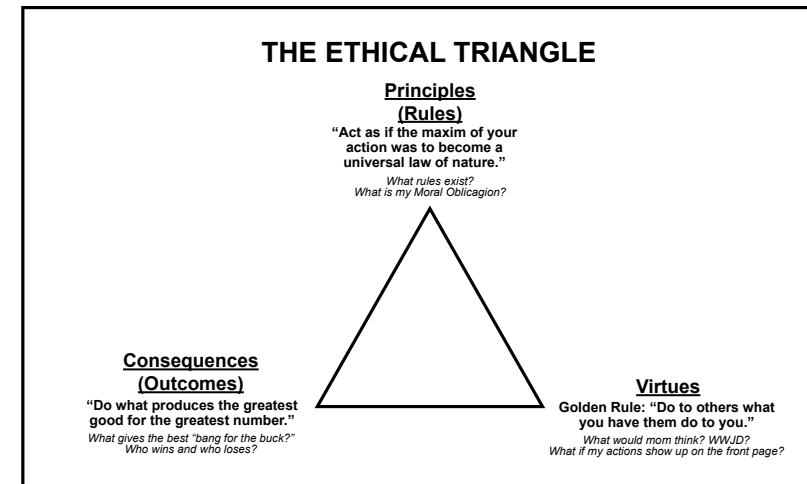 THE ETHICAL TRIANGLE
Principles
(Rules)
“Act as if the maxim of your
action was to become a
universal law of nature.”
What rules exist?
What is my Moral Oblicagion?
Consequences
(Outcomes)
“Do what produces the greatest
good for the greatest number.”
What gives the best “bang for the buck?”
Who wins and who loses?
Virtues
Golden Rule: “Do to others what
you have them do to you.”
What would mom think? WWJD?
What if my actions show up on the front page?